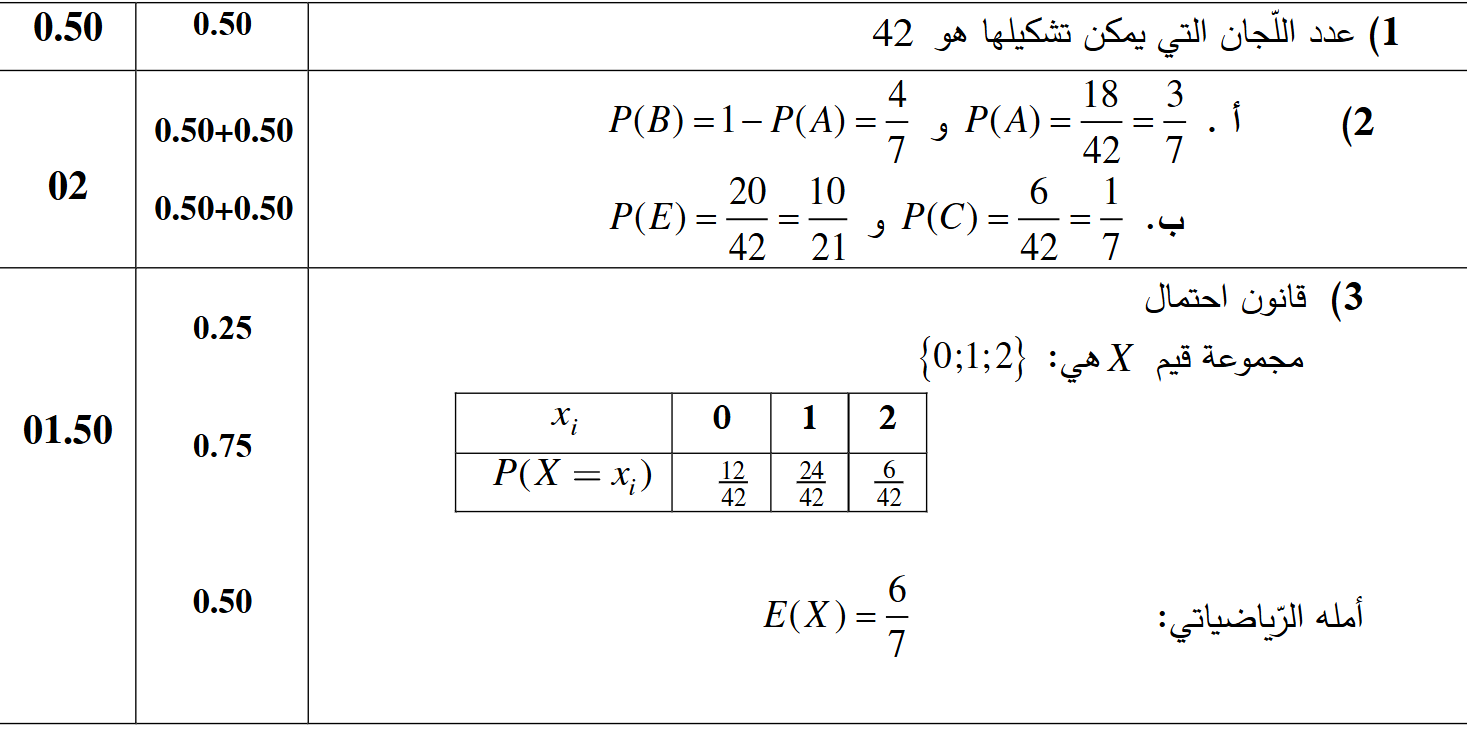 1) عدد اللّجان التي يمكن تشكيلها هو 42 0.50 0.50
2) أ . P(A) = 18/42 = 3/7 و P(B) = 1 − P(A) = 4/7 0.50+0.50
02
ب. P(C) = 6/42 = 1/7 و P(E) = 20/42 = 10/21 0.50+0.50
3) قانون احتمال
0.25
مجموعة قيم X هي: {0;1;2}
x_i 0 1 2
01.50 0.75
P(X = x_i) 12/42 24/42 6/42
أمله الرّياضياتي: E(X) = 6/7 0.50